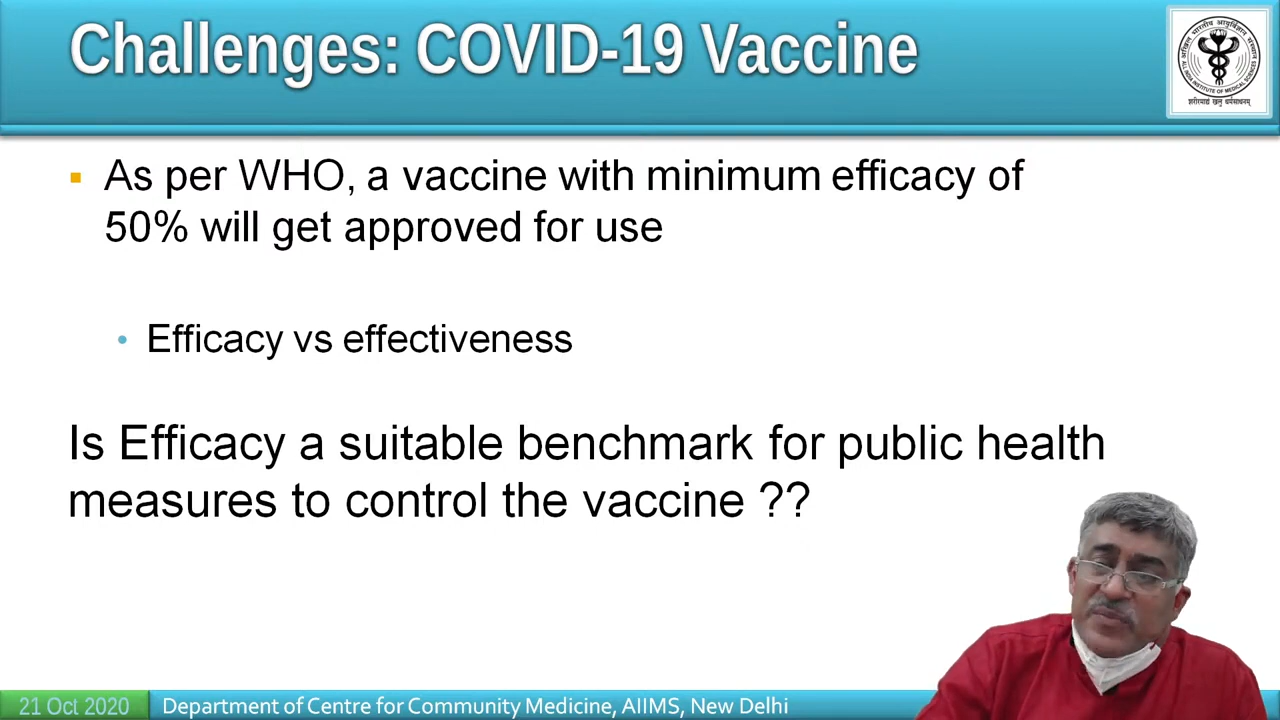 Challenges: COVID-19 Vaccine
As per WHO, a vaccine with minimum efficacy of
50% will get approved for use
Efficacy vs effectiveness
Is Efficacy a suitable benchmark for public health
measures to control the vaccine ??
21 Oct 2020
Department of Centre for Community Medicine, AIIMS, New Delhi